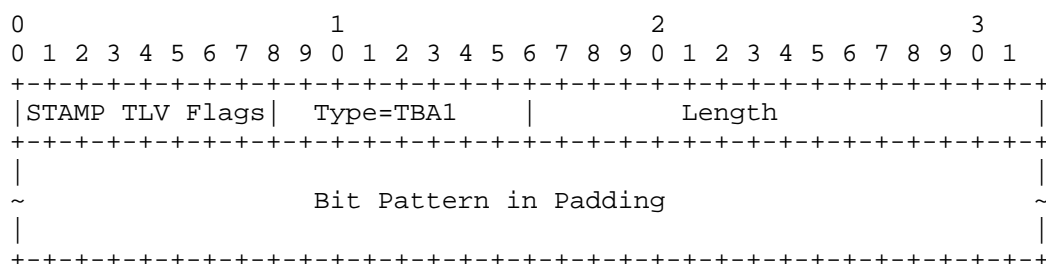 0                   1                   2                   3
0 1 2 3 4 5 6 7 8 9 0 1 2 3 4 5 6 7 8 9 0 1 2 3 4 5 6 7 8 9 0 1
+-+-+-+-+-+-+-+-+-+-+-+-+-+-+-+-+-+-+-+-+-+-+-+-+-+-+-+-+-+-+-+-+
|STAMP TLV Flags|  Type=TBA1    |         Length                |
+-+-+-+-+-+-+-+-+-+-+-+-+-+-+-+-+-+-+-+-+-+-+-+-+-+-+-+-+-+-+-+-+
|                                                               |
~                  Bit Pattern in Padding                       ~
|                                                               |
+-+-+-+-+-+-+-+-+-+-+-+-+-+-+-+-+-+-+-+-+-+-+-+-+-+-+-+-+-+-+-+-+